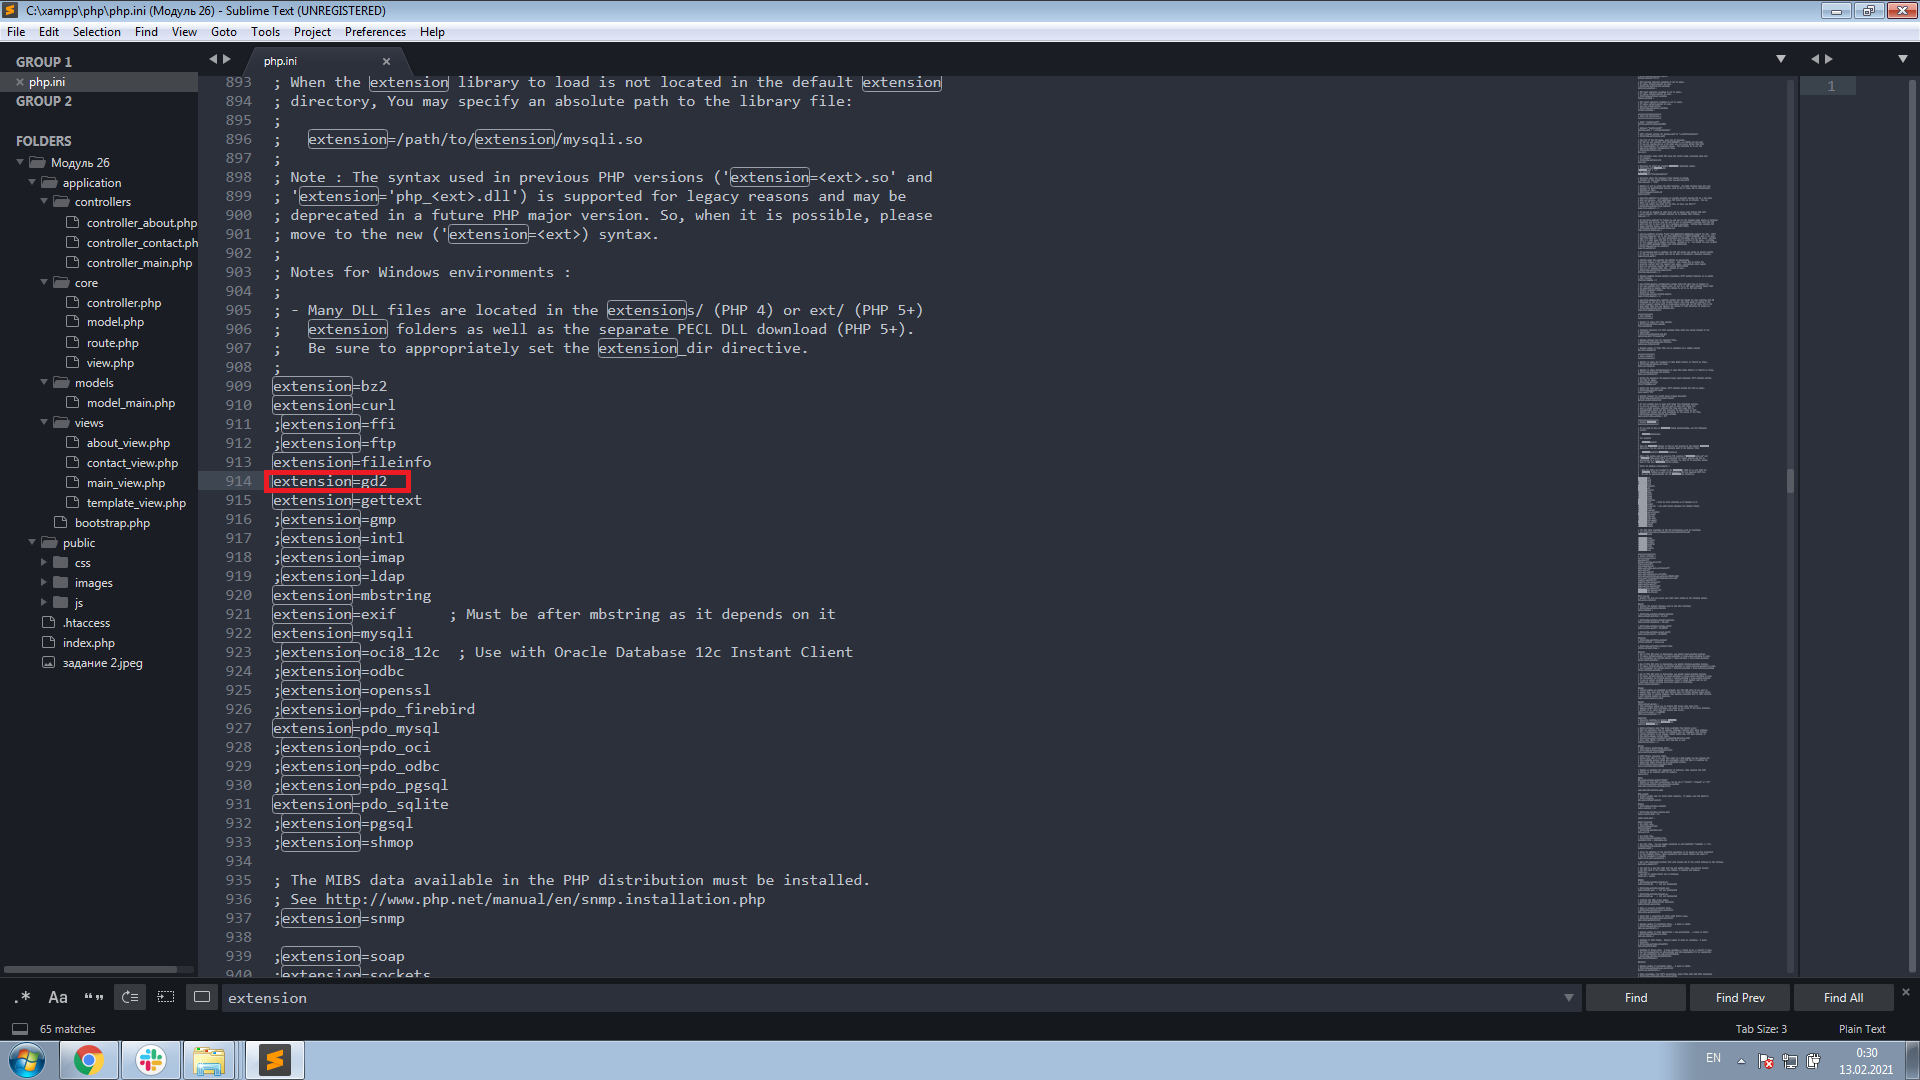 C:\xampp\php\php.ini (Модуль 26) - Sublime Text (UNREGISTERED)
File Edit Selection Find View Goto Tools Project Preferences Help
GROUP 1
php.ini
GROUP 2
FOLDERS
Модуль 26
application
controllers
controller_about.php
controller_contact.ph
controller_main.php
core
controller.php
model.php
route.php
view.php
models
model_main.php
views
about_view.php
contact_view.php
main_view.php
template_view.php
bootstrap.php
public
css
images
js
.htaccess
index.php
задание 2.jpeg
php.ini
893 ; When the extension library to load is not located in the default extension
894 ; directory, You may specify an absolute path to the library file:
895 ;
896 ;   extension=/path/to/extension/mysqli.so
897 ;
898 ; Note : The syntax used in previous PHP versions ('extension=<ext>.so' and
899 ; 'extension='php_<ext>.dll') is supported for legacy reasons and may be
900 ; deprecated in a future PHP major version. So, when it is possible, please
901 ; move to the new ('extension=<ext>) syntax.
902 ;
903 ; Notes for Windows environments :
904 ;
905 ; - Many DLL files are located in the extensions/ (PHP 4) or ext/ (PHP 5+)
906 ;   extension folders as well as the separate PECL DLL download (PHP 5+).
907 ;   Be sure to appropriately set the extension_dir directive.
908 ;
909 extension=bz2
910 extension=curl
911 ;extension=ffi
912 ;extension=ftp
913 extension=fileinfo
914 extension=gd2
915 extension=gettext
916 ;extension=gmp
917 ;extension=intl
918 ;extension=imap
919 ;extension=ldap
920 extension=mbstring
921 extension=exif      ; Must be after mbstring as it depends on it
922 extension=mysqli
923 ;extension=oci8_12c  ; Use with Oracle Database 12c Instant Client
924 ;extension=odbc
925 ;extension=openssl
926 ;extension=pdo_firebird
927 extension=pdo_mysql
928 ;extension=pdo_oci
929 ;extension=pdo_odbc
930 ;extension=pdo_pgsql
931 extension=pdo_sqlite
932 ;extension=pgsql
933 ;extension=shmop
934
935 ; The MIBS data available in the PHP distribution must be installed.
936 ; See http://www.php.net/manual/en/snmp.installation.php
937 ;extension=snmp
938
939 ;extension=soap
940 ;extension=sockets
1
.* Aa “” extension Find Find Prev Find All
65 matches Tab Size: 3 Plain Text
EN 0:30
13.02.2021